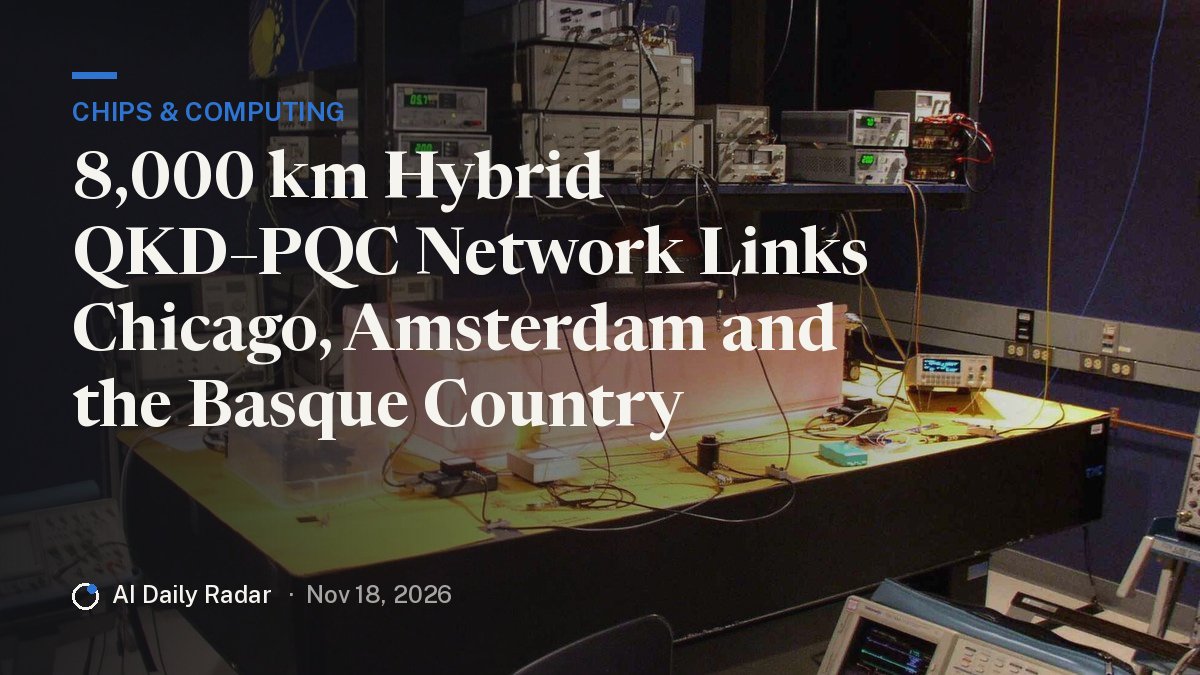 CHIPS & COMPUTING
8,000 km Hybrid
QKD–PQC Network Links
Chicago, Amsterdam and
the Basque Country
AI Daily Radar · Nov 18, 2026